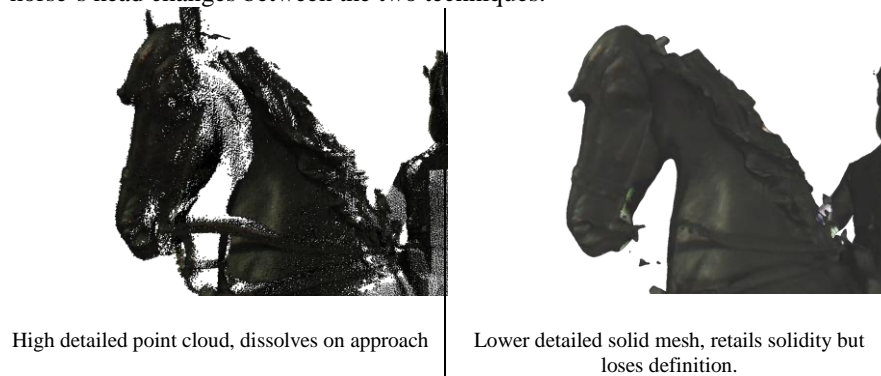 horse's head changes between the two techniques.
High detailed point cloud, dissolves on approach
Lower detailed solid mesh, retails solidity but
loses definition.